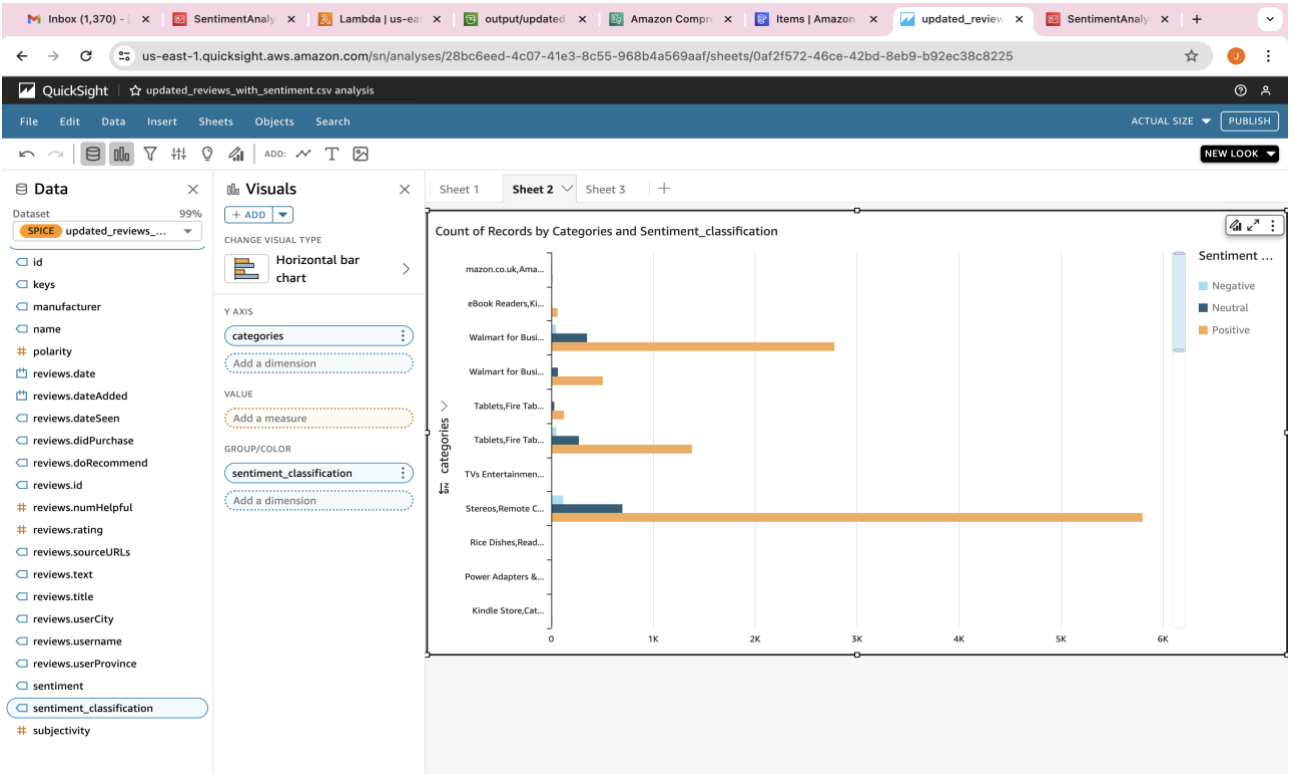 Inbox (1,370) - j
SentimentAnaly
Lambda | us-ea
output/updated
Amazon Compr
Items | Amazon
updated_review
SentimentAnaly
us-east-1.quicksight.aws.amazon.com/sn/analyses/28bc6eed-4c07-41e3-8c55-968b4a569aaf/sheets/0af2f572-46ce-42bd-8eb9-b92ec38c8225
J
QuickSight
updated_reviews_with_sentiment.csv analysis
File Edit Data Insert Sheets Objects Search
ACTUAL SIZE
PUBLISH
ADD:
NEW LOOK
Data
Dataset 99%
SPICE updated_reviews_...
id
keys
manufacturer
name
polarity
reviews.date
reviews.dateAdded
reviews.dateSeen
reviews.didPurchase
reviews.doRecommend
reviews.id
reviews.numHelpful
reviews.rating
reviews.sourceURLs
reviews.text
reviews.title
reviews.userCity
reviews.username
reviews.userProvince
sentiment
sentiment_classification
subjectivity
Visuals
+ ADD
CHANGE VISUAL TYPE
Horizontal bar
chart
Y AXIS
categories
Add a dimension
VALUE
Add a measure
GROUP/COLOR
sentiment_classification
Add a dimension
Sheet 1 Sheet 2 Sheet 3
Count of Records by Categories and Sentiment_classification
categories
mazon.co.uk,Ama...
eBook Readers,Ki...
Walmart for Busi...
Walmart for Busi...
Tablets,Fire Tab...
Tablets,Fire Tab...
TVs Entertainmen...
Stereos,Remote C...
Rice Dishes,Read...
Power Adapters &...
Kindle Store,Cat...
0 1K 2K 3K 4K 5K 6K
Sentiment ...
Negative
Neutral
Positive